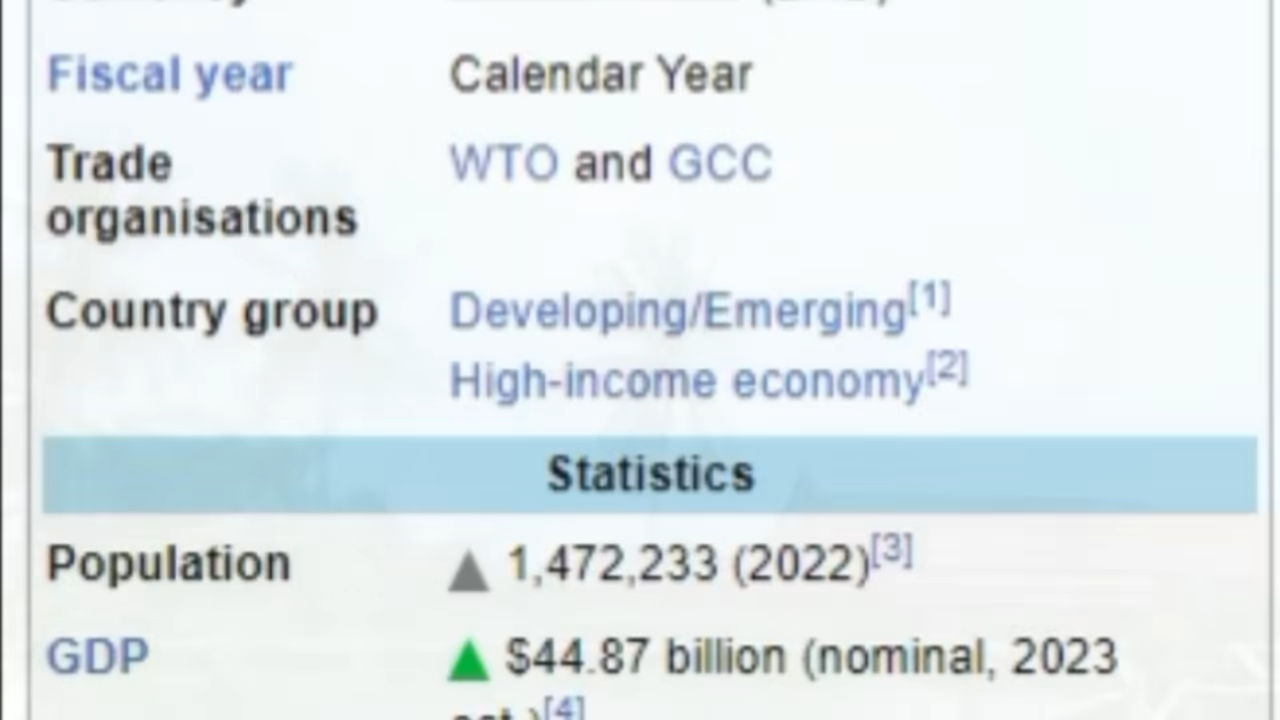 Fiscal year Calendar Year
Trade WTO and GCC
organisations
Country group Developing/Emerging[1]
High-income economy[2]
Statistics
Population ▲ 1,472,233 (2022)[3]
GDP ▲ $44.87 billion (nominal, 2023
[4]